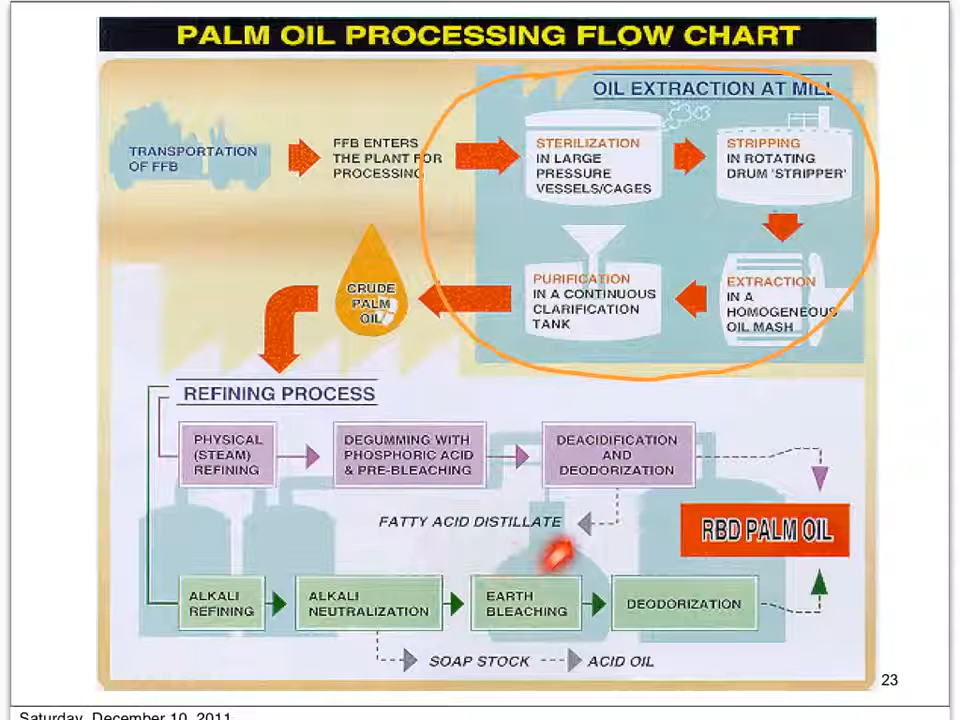 PALM OIL PROCESSING FLOW CHART
OIL EXTRACTION AT MILL
TRANSPORTATION
OF FFB
FFB ENTERS
THE PLANT FOR
PROCESSING
STERILIZATION
IN LARGE
PRESSURE
VESSELS/CAGES
STRIPPING
IN ROTATING
DRUM 'STRIPPER'
EXTRACTION
IN A
HOMOGENEOUS
OIL MASH
PURIFICATION
IN A CONTINUOUS
CLARIFICATION
TANK
CRUDE
PALM
OIL
REFINING PROCESS
PHYSICAL
(STEAM)
REFINING
DEGUMMING WITH
PHOSPHORIC ACID
& PRE-BLEACHING
DEACIDIFICATION
AND
DEODORIZATION
FATTY ACID DISTILLATE
RBD PALM OIL
ALKALI
REFINING
ALKALI
NEUTRALIZATION
EARTH
BLEACHING
DEODORIZATION
SOAP STOCK
ACID OIL
23
Saturday, December 10, 2011